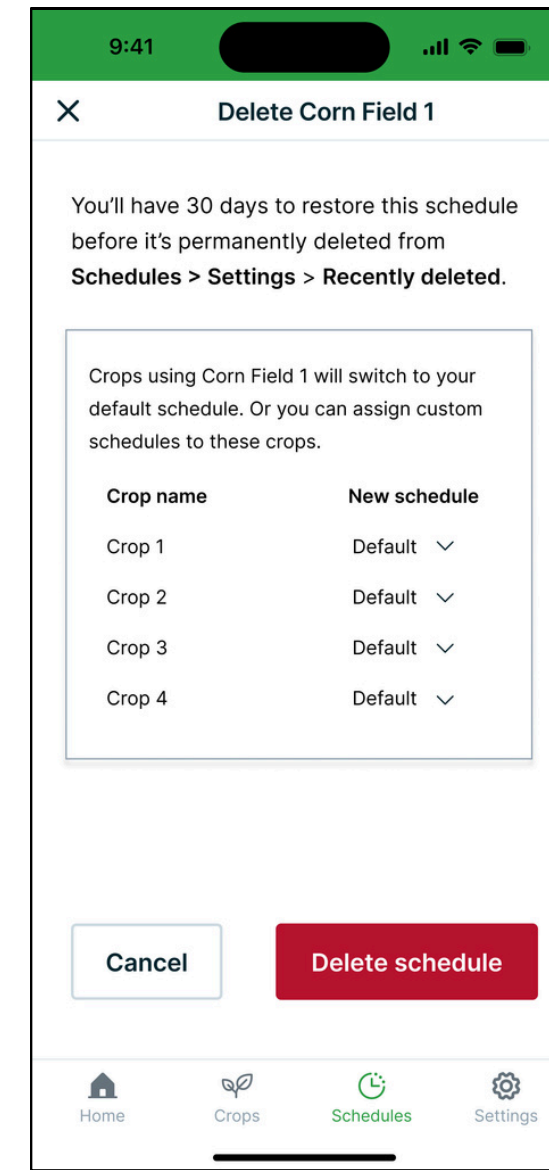 9:41
Delete Corn Field 1
You’ll have 30 days to restore this schedule
before it’s permanently deleted from
Schedules > Settings > Recently deleted.
Crops using Corn Field 1 will switch to your
default schedule. Or you can assign custom
schedules to these crops.
Crop name New schedule
Crop 1 Default
Crop 2 Default
Crop 3 Default
Crop 4 Default
Cancel Delete schedule
Home Crops Schedules Settings